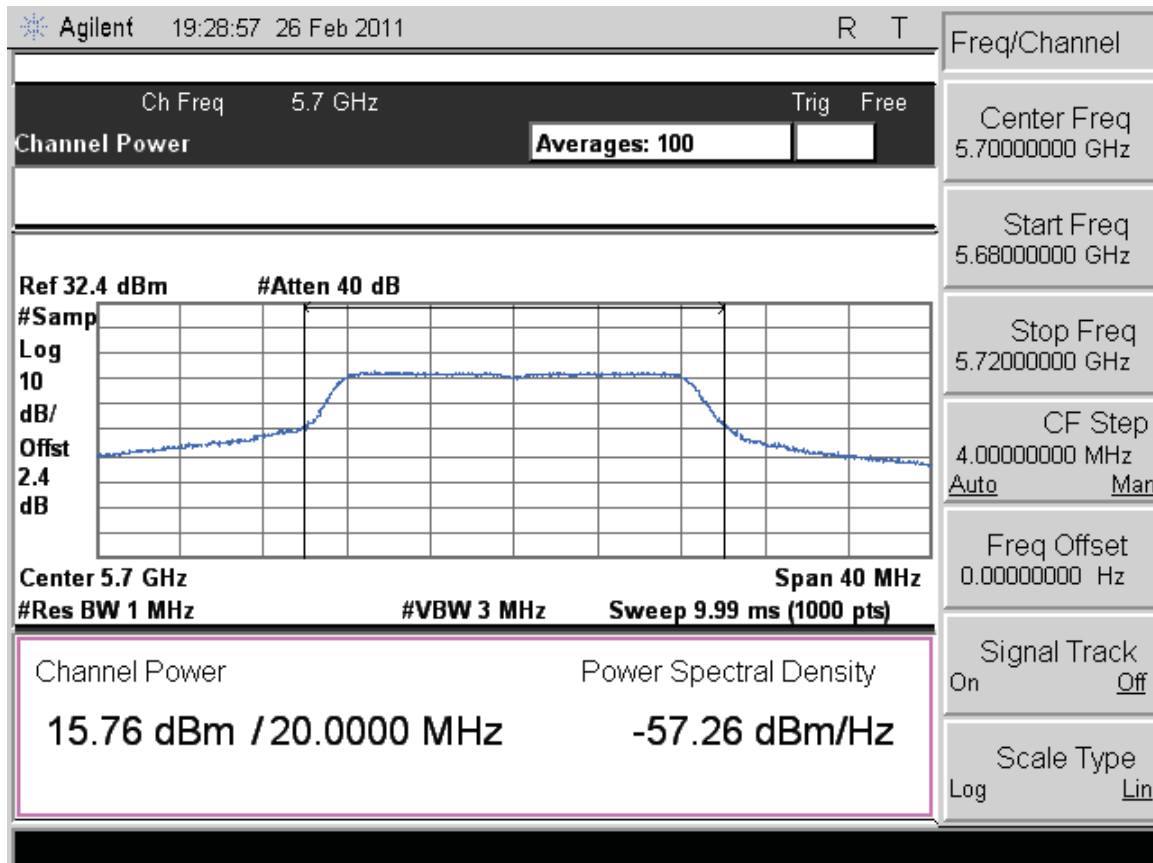 Agilent 19:28:57 26 Feb 2011 R T
Freq/Channel
Ch Freq 5.7 GHz Trig Free
Channel Power Averages: 100
Center Freq
5.70000000 GHz
Start Freq
5.68000000 GHz
Stop Freq
5.72000000 GHz
CF Step
4.00000000 MHz
Auto Man
Freq Offset
0.00000000 Hz
Signal Track
On Off
Scale Type
Log Lin
Ref 32.4 dBm #Atten 40 dB
#Samp
Log
10
dB/
Offst
2.4
dB
Center 5.7 GHz Span 40 MHz
#Res BW 1 MHz #VBW 3 MHz Sweep 9.99 ms (1000 pts)
Channel Power Power Spectral Density
15.76 dBm / 20.0000 MHz -57.26 dBm/Hz